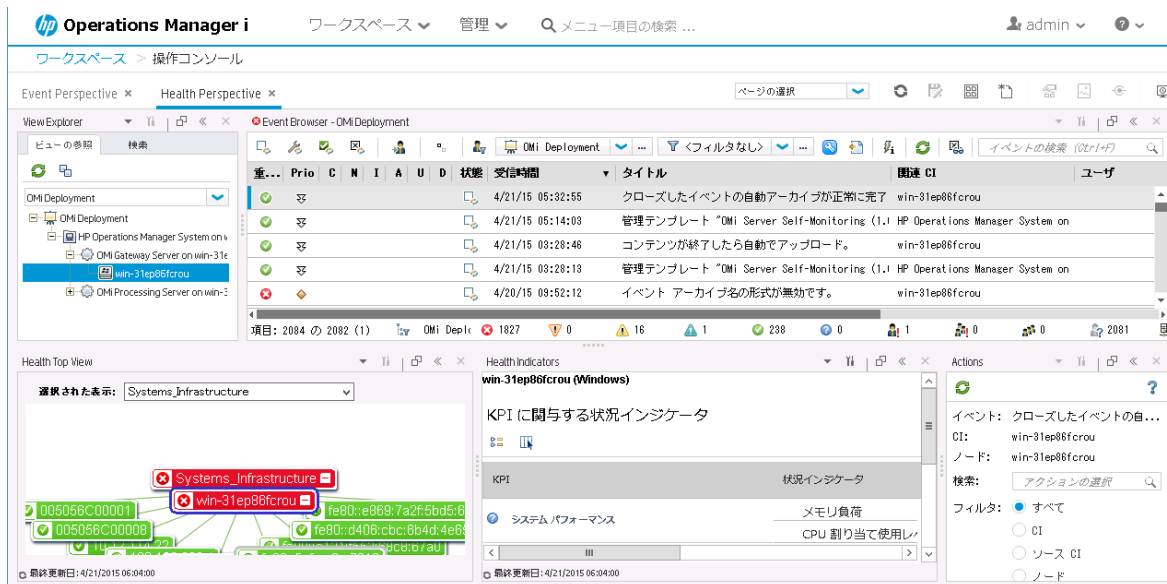 hp Operations Manager i ワークスペース 管理 メニュー項目の検索 ... admin
ワークスペース > 操作コンソール
Event Perspective × Health Perspective × ページの選択
View Explorer
ビューの参照 検索
OMi Deployment
OMi Deployment
HP Operations Manager System on
OMi Gateway Server on win-31e
win-31ep86fcrou
OMi Processing Server on win-3
Event Browser - OMi Deployment
OMi Deployment ... <フィルタなし> ... イベントの検索 (Ctrl+F)
重... Prio C N I A U D 状態 受信時間 タイトル 関連 CI ユーザ
4/21/15 05:32:55 クローズしたイベントの自動アーカイブが正常に完了 win-31ep86fcrou
4/21/15 05:14:03 管理テンプレート "OMi Server Self-Monitoring (1.( HP Operations Manager System on
4/21/15 03:28:46 コンテンツが終了したら自動でアップロード。 win-31ep86fcrou
4/21/15 03:28:13 管理テンプレート "OMi Server Self-Monitoring (1.( HP Operations Manager System on
4/20/15 09:52:12 イベント アーカイブ名の形式が無効です。 win-31ep86fcrou
項目: 2084 の 2082 (1) OMi Deplc 1827 0 16 1 238 0 1 0 0 2081
Health Top View
選択された表示: Systems_Infrastructure
Systems_Infrastructure
win-31ep86fcrou
005056C00001 fe80::e869:7a2f:5bd5:6
005056C00008 fe80::d406:cbc:6b4d:4e65
最終更新日: 4/21/2015 06:04:00
Health Indicators
win-31ep86fcrou (Windows)
KPI に関与する状況インジケータ
KPI 状況インジケータ
システム パフォーマンス メモリ負荷
CPU 割り当て使用レ
最終更新日: 4/21/2015 06:04:00
Actions
イベント: クローズしたイベントの自...
CI: win-31ep86fcrou
ノード: win-31ep86fcrou
検索: アクションの選択
フィルタ: すべて
CI
ソース CI
ノード